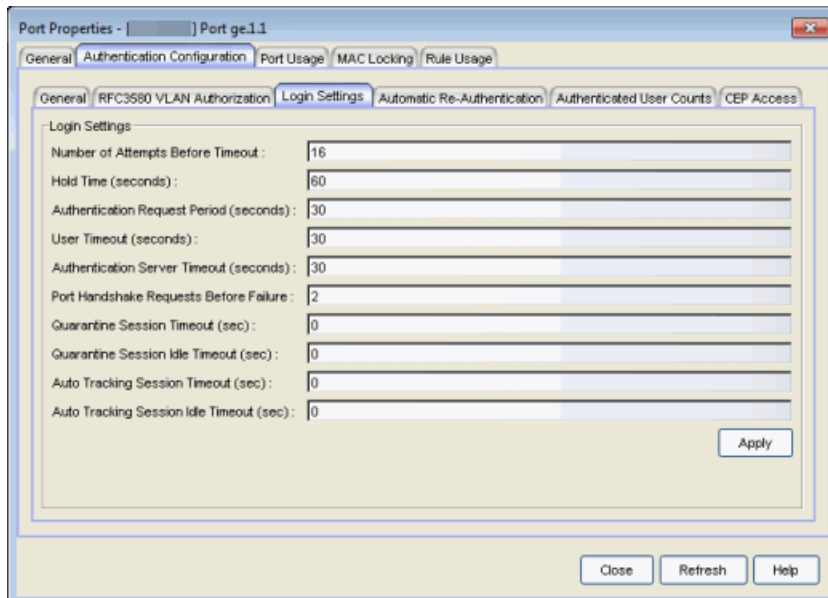 Port Properties - [ ] Port ge.1.1
General Authentication Configuration Port Usage MAC Locking Rule Usage
General RFC3580 VLAN Authorization Login Settings Automatic Re-Authentication Authenticated User Counts CEP Access
Login Settings
Number of Attempts Before Timeout : 16
Hold Time (seconds) : 60
Authentication Request Period (seconds) : 30
User Timeout (seconds) : 30
Authentication Server Timeout (seconds) : 30
Port Handshake Requests Before Failure : 2
Quarantine Session Timeout (sec) : 0
Quarantine Session Idle Timeout (sec) : 0
Auto Tracking Session Timeout (sec) : 0
Auto Tracking Session Idle Timeout (sec) : 0
Apply
Close Refresh Help